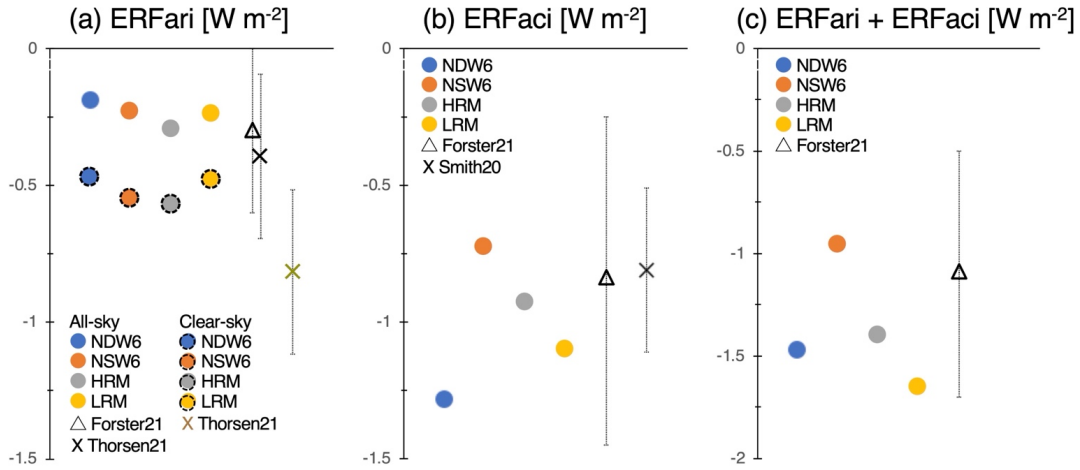 (a) ERFari [W m-2]
0
-0.5
-1
-1.5
All-sky
NDW6
NSW6
HRM
LRM
Forster21
Thorsen21
Clear-sky
NDW6
NSW6
HRM
LRM
Thorsen21
(b) ERFaci [W m-2]
0
-0.5
-1
-1.5
NDW6
NSW6
HRM
LRM
Forster21
Smith20
(c) ERFari + ERFaci [W m-2]
0
-0.5
-1
-1.5
-2
NDW6
NSW6
HRM
LRM
Forster21